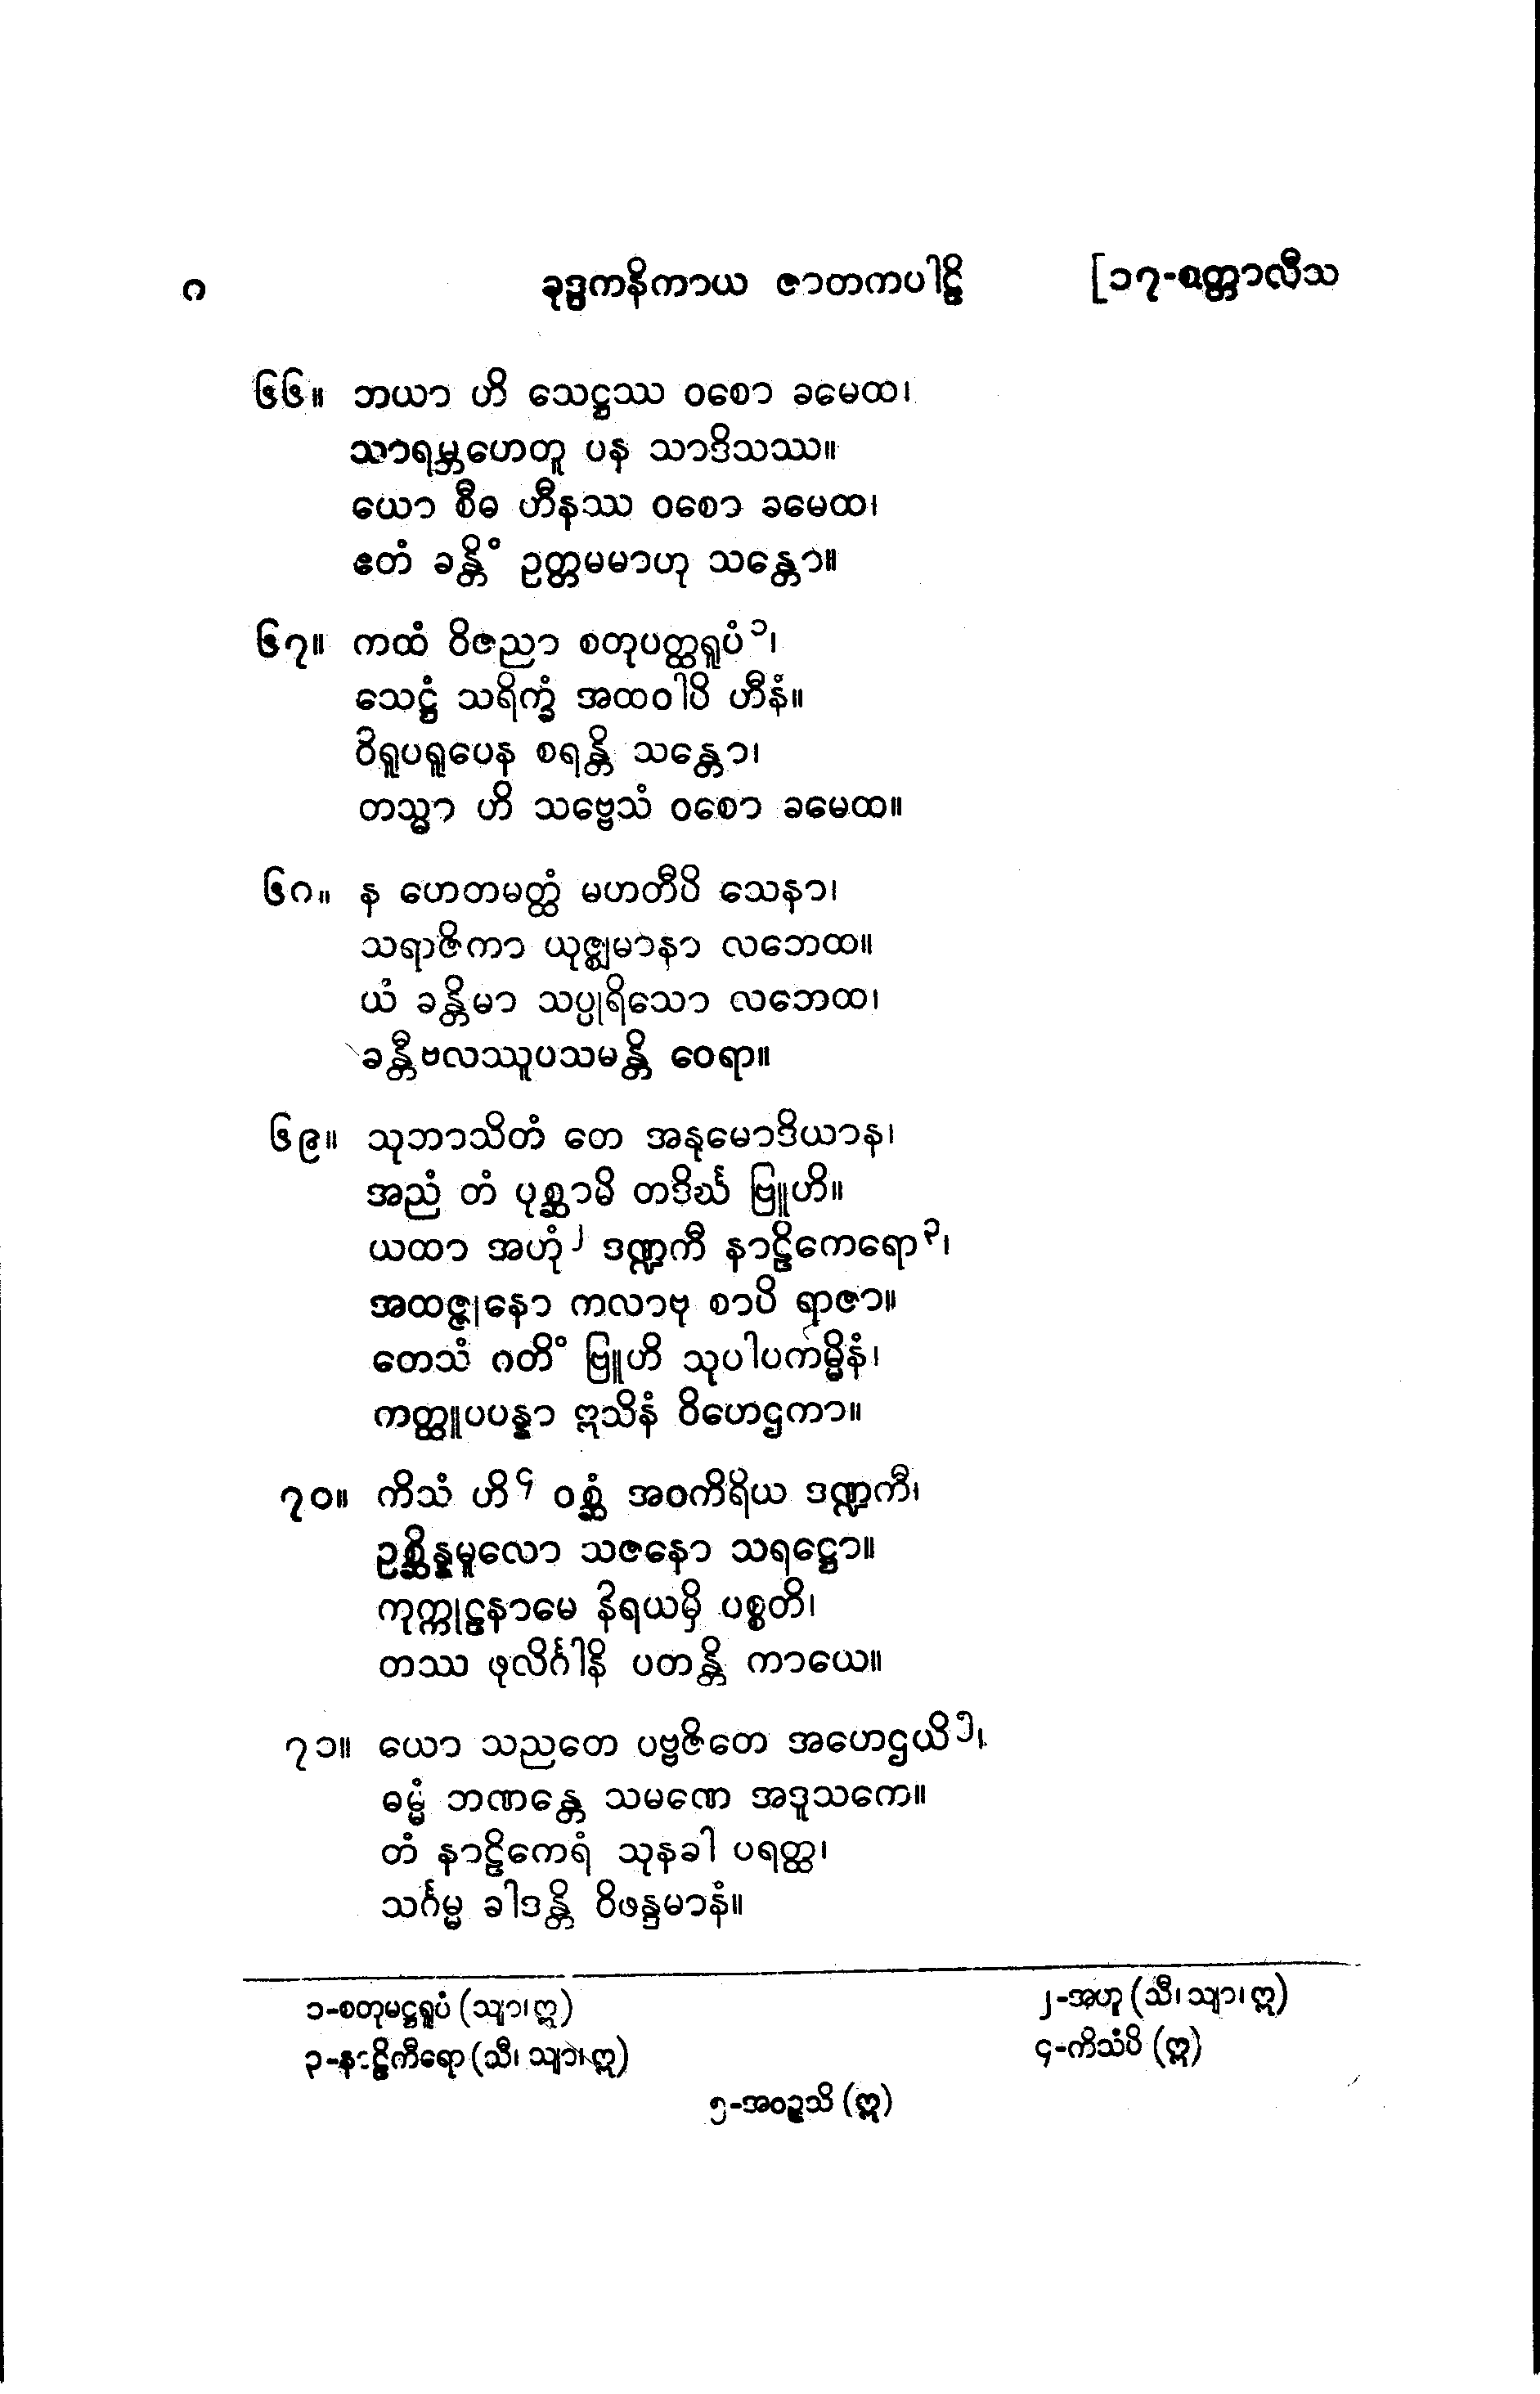 ဂ ခုဒ္ဒကနိကာယ ဇာတကပါဠိ [၁၇-စတ္တာလီသ
၆၆။ ဘယာ ဟိ သေဋ္ဌဿ ဝစော ခမေထ၊
သာရမ္ဘဟေတူ ပန သာဒိသဿ။
ယော စီဓ ဟီနဿ ဝစော ခမေထ၊
ဧတံ ခန္တိံ ဥတ္တမမာဟု သန္တော။
၆၇။ ကထံ ဝိဇညာ စတုပတ္ထရူပံ၁၊
သေဋ္ဌံ သရိက္ခံ အထဝါပိ ဟီနံ။
ဝိရူပရူပေန စရန္တိ သန္တော၊
တသ္မာ ဟိ သဗ္ဗေသံ ဝစော ခမေထ။
၆ဂ။ န ဟေတမတ္ထံ မဟတီပိ သေနာ၊
သရာဇိကာ ယုဇ္ဈမာနာ လဘေထ။
ယံ ခန္တိမာ သပ္ပုရိသော လဘေထ၊
ခန္တီဗလဿူပသမန္တိ ဝေရာ။
၆၉။ သုဘာသိတံ တေ အနုမောဒိယာန၊
အညံ တံ ပုစ္ဆာမိ တဒိင်္ဃ ဗြူဟိ။
ယထာ အဟုံ၂ ဒဏ္ဍကီ နာဠိကေရော၃၊
အထဇ္ဇုနော ကလာဗု စာပိ ရာဇာ။
တေသံ ဂတိံ ဗြူဟိ သုပါပကမ္မိနံ၊
ကတ္ထူပပန္နာ ဣသိနံ ဝိဟေဌကာ။
၇၀။ ကိသံ ဟိ၄ ဝစ္ဆံ အဝကိရိယ ဒဏ္ဍကီ၊
ဥစ္ဆိန္နမူလော သဇနော သရဋ္ဌော။
ကုက္ကုဠနာမေ နိရယမှိ ပစ္စတိ၊
တဿ ဖုလိင်္ဂါနိ ပတန္တိ ကာယေ။
၇၁။ ယော သညတေ ပဗ္ဗဇိတေ အဟေဌယိ၅၊
ဓမ္မံ ဘဏန္တေ သမဏေ အဒူသကေ။
တံ နာဠိကေရံ သုနခါ ပရတ္ထ၊
သင်္ဂမ္မ ခါဒန္တိ ဝိဖန္ဒမာနံ။
၁-စတုမဋ္ဌရူပံ (သျာ၊ ဣ) ၂-အဟူ (သီ၊ သျာ၊ ဣ)
၃-နာဠိကီရော (သီ၊ သျာ၊ ဣ) ၄-ကိသံပိ (ဣ)
၅-အဝဉ္စသိ (ဣ)